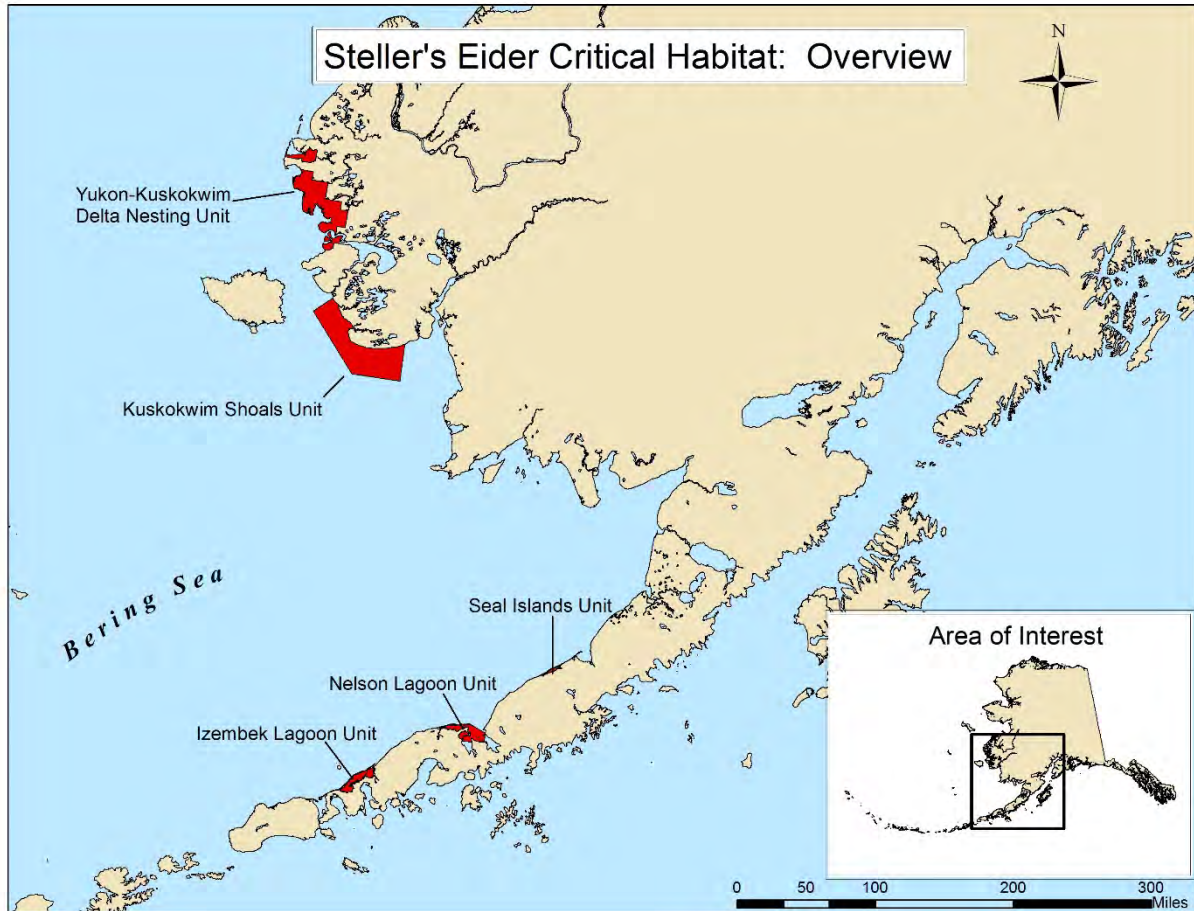 Steller's Eider Critical Habitat: Overview
N
Yukon-Kuskokwim
Delta Nesting Unit
Kuskokwim Shoals Unit
Bering Sea
Seal Islands Unit
Nelson Lagoon Unit
Izembek Lagoon Unit
Area of Interest
0 50 100 200 300
Miles